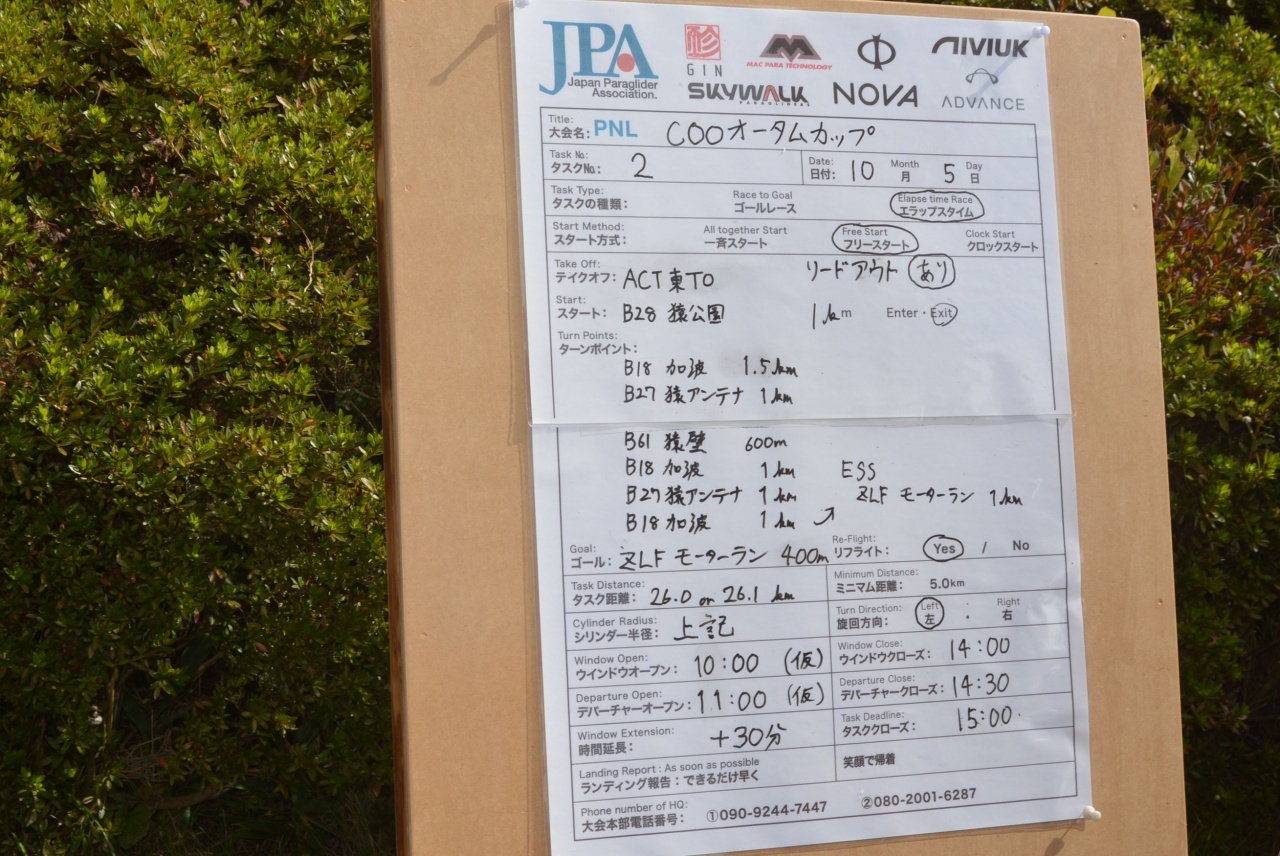 JPA
Japan Paraglider
Association.
GIN
MAC PARA TECHNOLOGY
NIVIUK
SKYWALK
PARAGLIDERS
NOVA
ADVANCE
Title:
大会名: PNL COOオータムカップ
Task No:
タスクNo.: 2
Date: Month Day
日付: 10月 5日
Task Type: Race to Goal Elapse time Race
タスクの種類: ゴールレース エラップスタイム
Start Method: All together Start Free Start Clock Start
スタート方式: 一斉スタート フリースタート クロックスタート
Take Off:
テイクオフ: ACT東TO リードアウト あり
Start:
スタート: B28 猿公園 1km Enter・Exit
Turn Points:
ターンポイント:
B18 加波 1.5km
B27 猿アンテナ 1km
B61 猿壁 600m
B18 加波 1km ESS
B27 猿アンテナ 1km ZLF モーターラン 1km
B18 加波 1km
Goal: Re-Flight:
ゴール: ZLF モーターラン 400m リフライト: Yes / No
Task Distance: Minimum Distance:
タスク距離: 26.0 or 26.1 km ミニマム距離: 5.0km
Cylinder Radius: Turn Direction: Left Right
シリンダー半径: 上記 旋回方向: 左 : 右
Window Open: Window Close:
ウインドウオープン: 10:00 (仮) ウインドウクローズ: 14:00
Departure Open: Departure Close:
デパーチャーオープン: 11:00 (仮) デパーチャークローズ: 14:30
Window Extension: Task Deadline:
時間延長: +30分 タスククローズ: 15:00
Landing Report : As soon as possible
ランディング報告：できるだけ早く 笑顔で帰着
Phone number of HQ:
大会本部電話番号: ①090-9244-7447 ②080-2001-6287